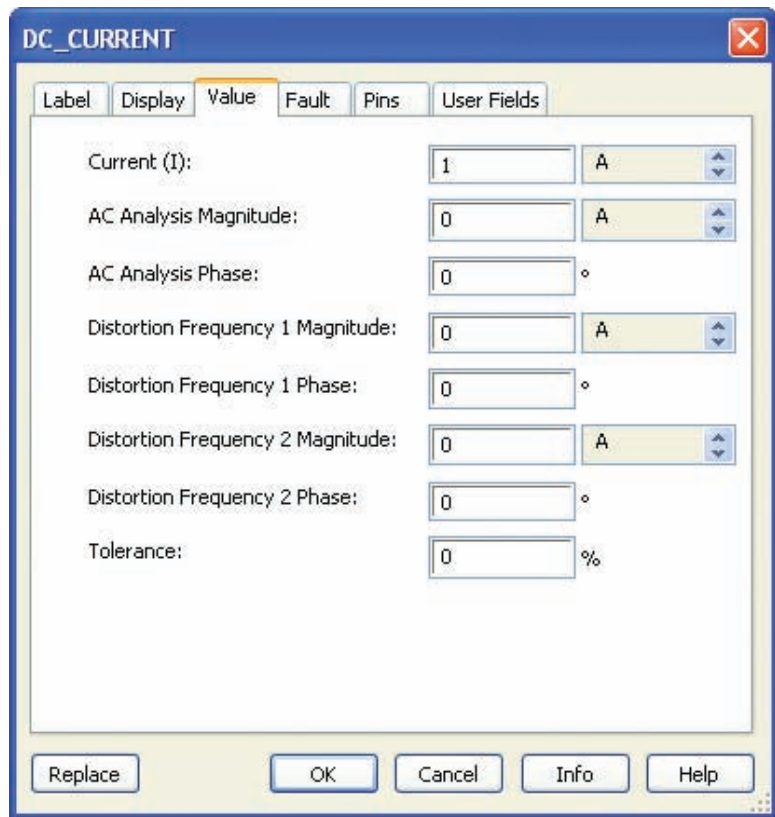 DC_CURRENT
Label Display Value Fault Pins User Fields
Current (I): 1 A
AC Analysis Magnitude: 0 A
AC Analysis Phase: 0 °
Distortion Frequency 1 Magnitude: 0 A
Distortion Frequency 1 Phase: 0 °
Distortion Frequency 2 Magnitude: 0 A
Distortion Frequency 2 Phase: 0 °
Tolerance: 0 %
Replace OK Cancel Info Help